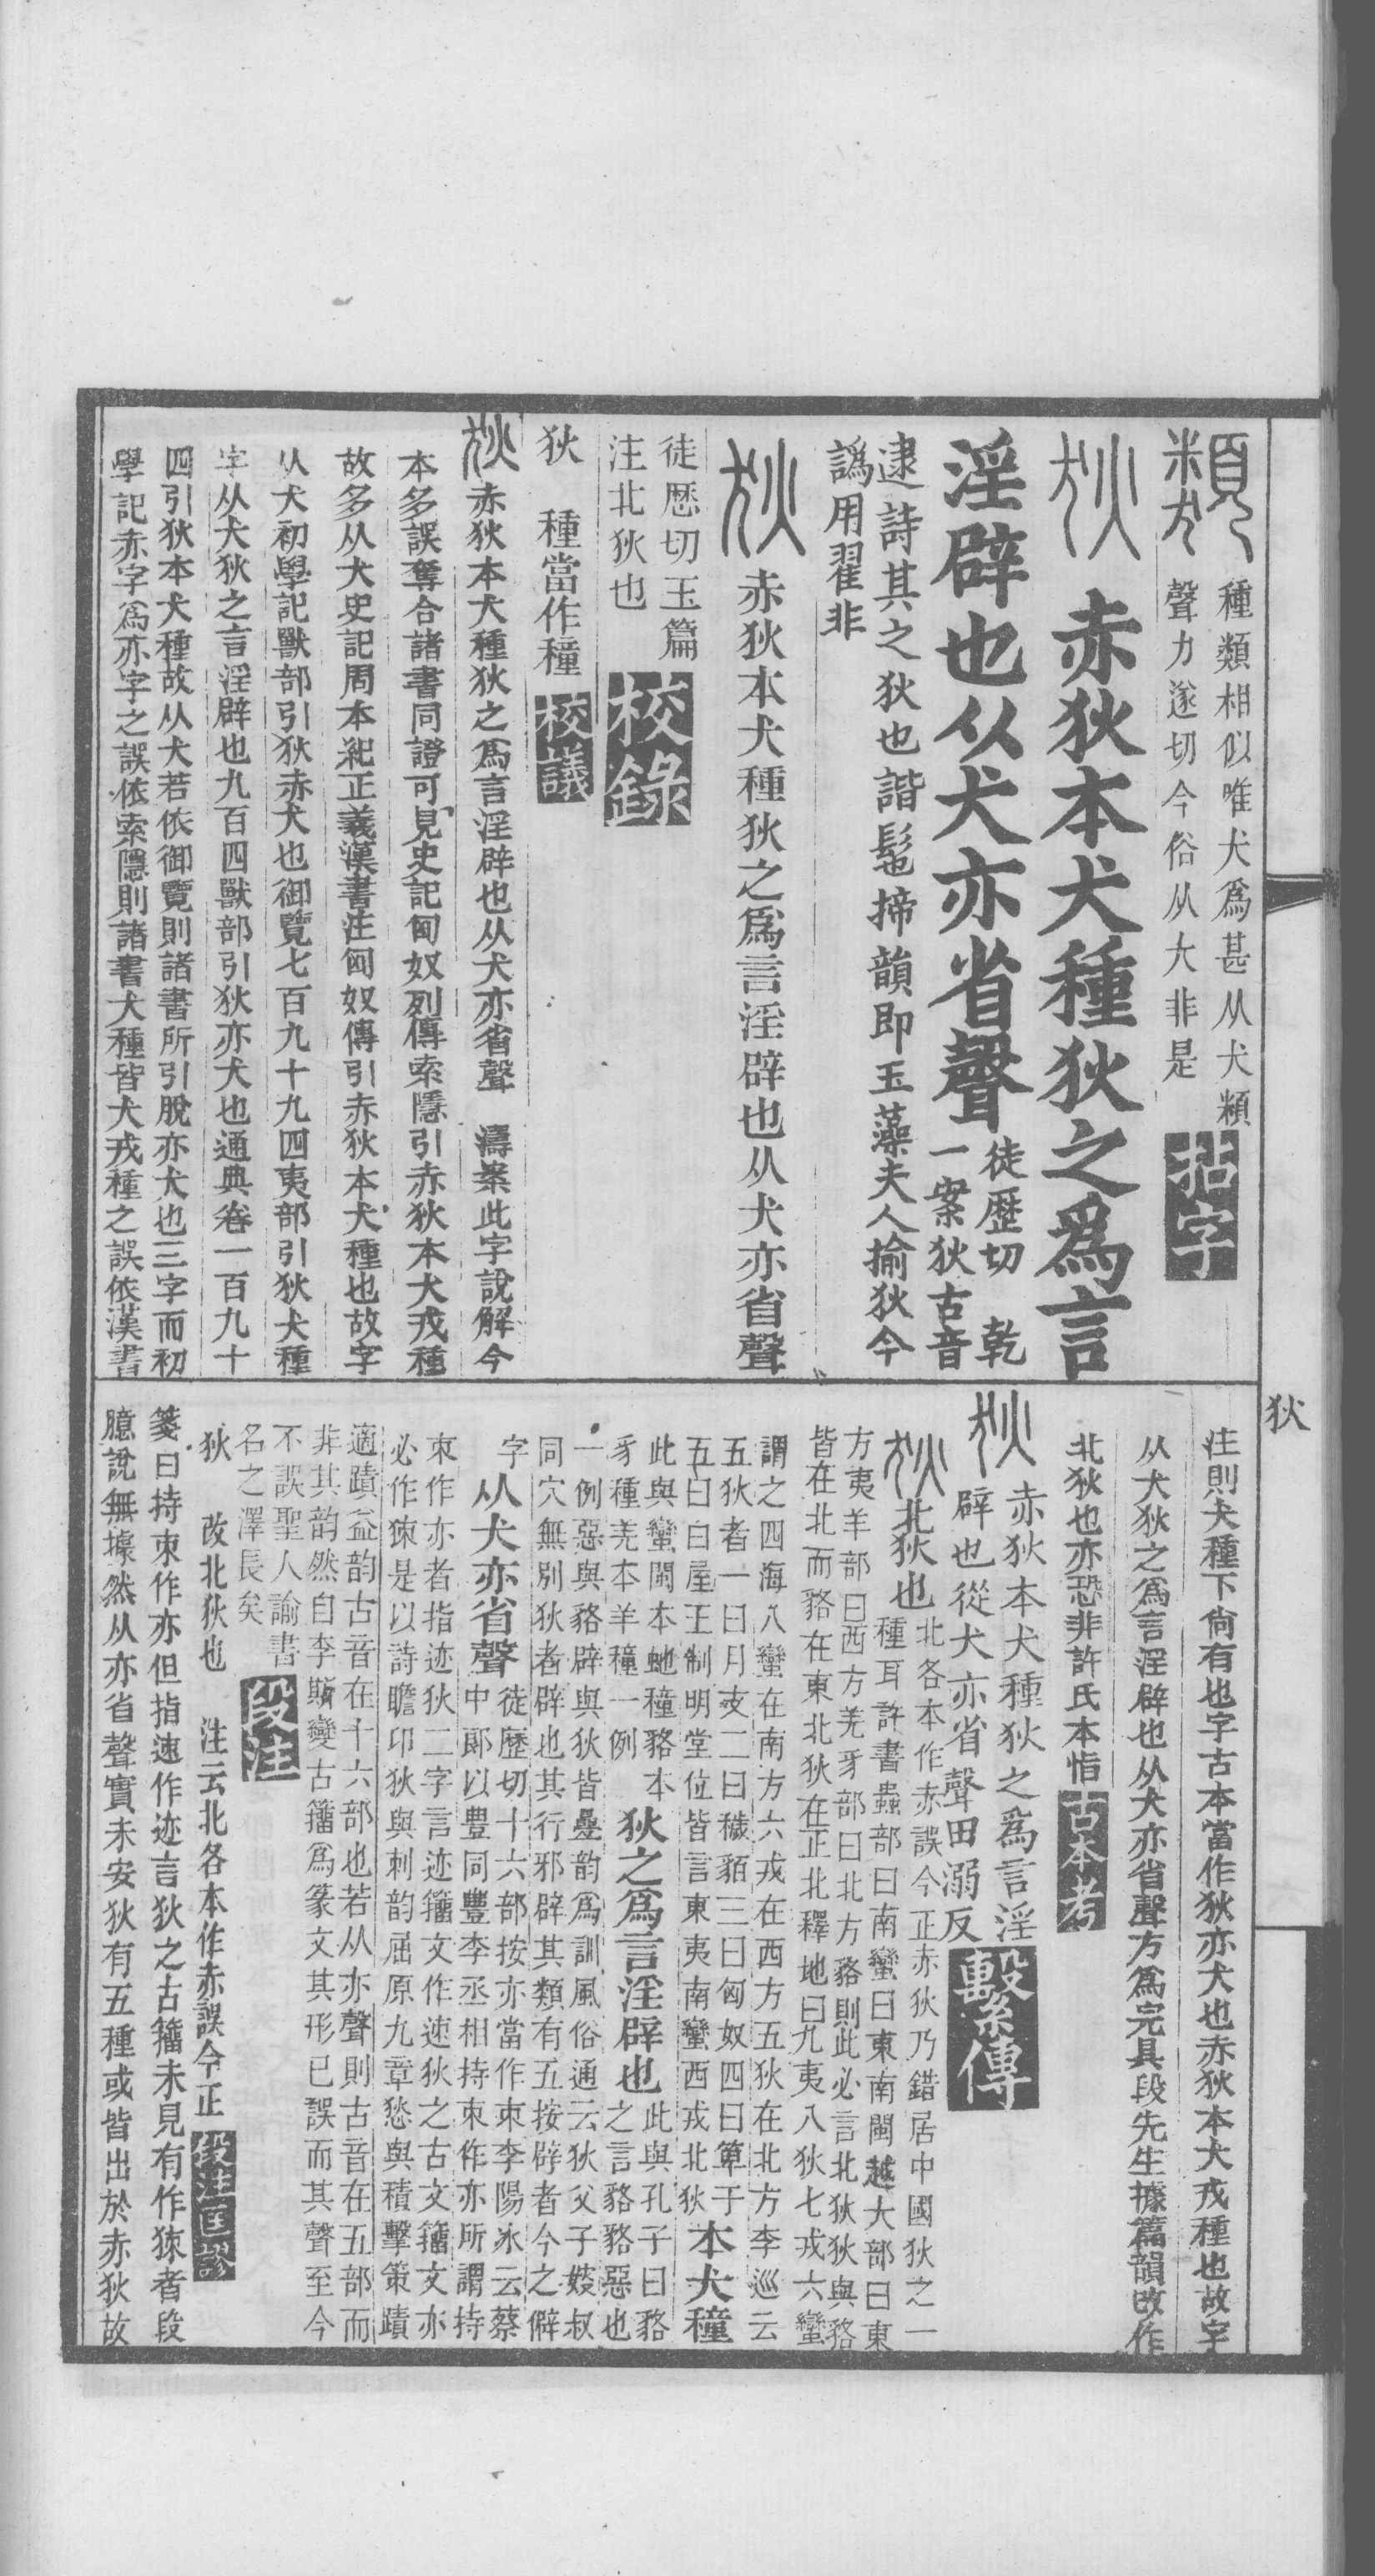 類
種類相似唯犬爲甚从犬頪
聲力遂切今俗从大非是
拈字
狄 赤狄本犬種狄之爲言
淫辟也从犬亦省聲
徒歷切 乾
一案狄古音
逮詩其之狄也諧髢揥韻即玉藻夫人揄狄今
譌用翟非
狄 赤狄本犬種狄之爲言淫辟也从犬亦省聲
徒歷切玉篇
注北狄也
校錄
狄 種當作穜 校議
狄 赤狄本犬種狄之爲言淫辟也从犬亦省聲 濤案此字說解今
本多誤奪合諸書同證可見史記匈奴列傳索隱引赤狄本犬戎種
故多从犬史記周本紀正義漢書注匈奴傳引赤狄本犬種也故字
从犬初學記獸部引狄赤犬也御覽七百九十九四夷部引狄犬種
字从犬狄之言淫辟也九百四獸部引狄亦犬也通典卷一百九十
四引狄本犬種故从犬若依御覽則諸書所引脫亦犬也三字而初
學記赤字爲亦字之誤依索隱則諸書犬種皆犬戎種之誤依漢書
狄
注則犬種下尙有也字古本當作狄亦犬也赤狄本犬戎種也故字
从犬狄之爲言淫辟也从犬亦省聲方爲完具段先生據篇韻改作
北狄也亦恐非許氏本恉 古本考
狄 赤狄本犬種狄之爲言淫
辟也從犬亦省聲田溺反
繫傳
狄 北狄也
北各本作赤誤今正赤狄乃錯居中國狄之一
種耳許書蟲部曰南蠻曰東南閩越大部曰東
方夷羊部曰西方羌豸部曰北方豸則此必言北狄狄與貉
皆在北而貉在東北狄在正北釋地曰九夷八狄七戎六蠻
謂之四海八蠻在南方六戎在西方五狄在北方李巡云
五狄者一曰月支二曰穢貊三曰匈奴四曰箄于
五曰白屋王制明堂位皆言東夷南蠻西戎北狄
本犬穜
此與蠻閩本虵穜貉本
豸種羌本羊穜一例
狄之爲言淫辟也
此與孔子曰貉
之言貉貉惡也
一例惡與貉辟與狄皆疊韵爲訓風俗通云狄父子嫂叔
同穴無別狄者辟也其行邪辟其類有五按辟者今之僻
字
从犬亦省聲
徒歷切十六部按亦當作朿李陽冰云蔡
中郎以豊同豐李丞相持朿作亦所謂持
朿作亦者指迹狄二字言迹籒文作速狄之古文籒文亦
必作㹨是以詩瞻卬狄與刺韵屈原九章愁與積擊策蹟
適蹟益韵古音在十六部也若从亦聲則古音在五部而
非其韵然自李斯變古籒爲篆文其形已誤而其聲至今
不誤聖人諭書
名之澤長矣
段注
狄 改北狄也 注云北各本作赤誤今正 段注匡謬
箋曰持朿作亦但指速作迹言狄之古籒未見有作㹨者段
臆說無據然从亦省聲實未安狄有五種或皆出於赤狄故